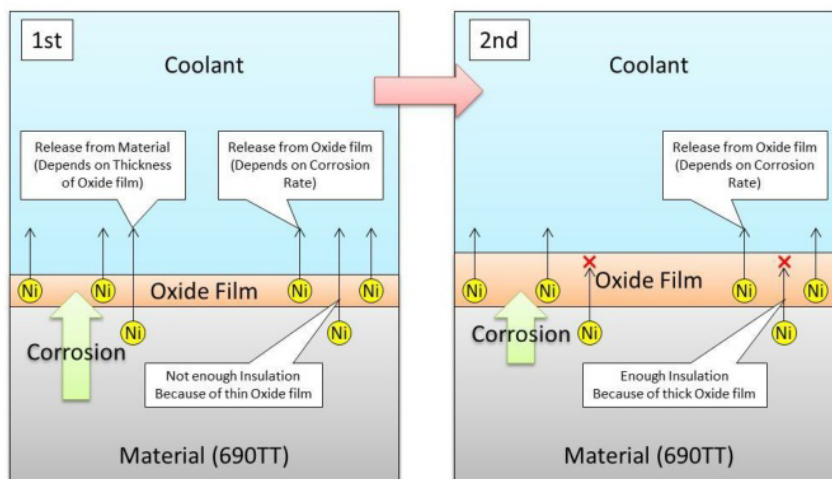 1st
Coolant
Release from Material
(Depends on Thickness
of Oxide film)
Release from Oxide film
(Depends on Corrosion
Rate)
Ni
Ni
Oxide Film
Ni
Ni
Ni
Ni
Corrosion
Not enough Insulation
Because of thin Oxide film
Material (690TT)
2nd
Coolant
Release from Oxide film
(Depends on Corrosion
Rate)
Oxide Film
Ni
Ni
Ni
Ni
Corrosion
Ni
Ni
Enough Insulation
Because of thick Oxide film
Material (690TT)